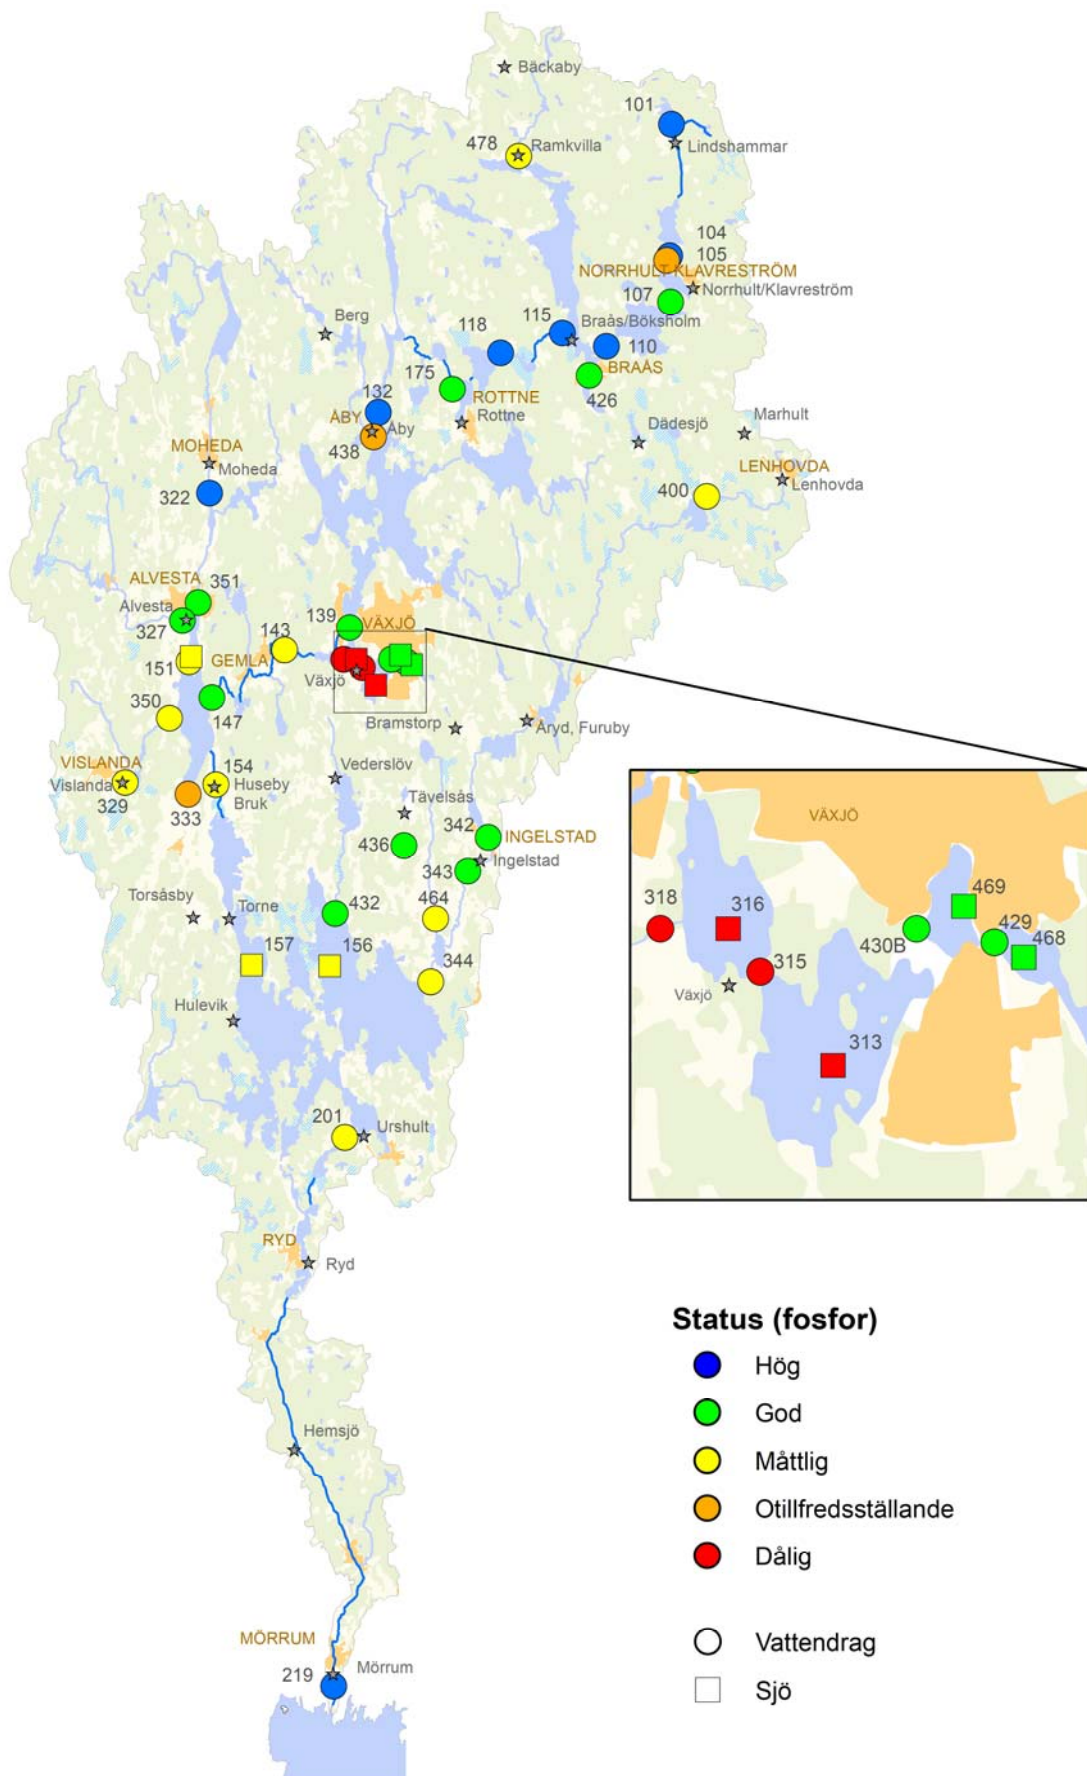 Bäckaby
101
478
Ramkvilla
Lindshammar
104
105
NORRHULT-KLAVRESTRÖM
107
Norrhult/Klavreström
Berg
118
115
Braås/Böksholm
110
175
BRAÅS
132
ROTTNE
426
ÅBY
Åby
Rottne
438
Dädesjö
Marhult
MOHEDA
Moheda
LENHOVDA
Lenhovda
322
400
ALVESTA
351
Alvesta
327
139
VÄXJÖ
143
151
GEMLA
Växjö
350
147
Bramstorp
Aryd, Furuby
VISLANDA
Vislanda
154
Huseby
Bruk
Vederslöv
329
333
Tävelsås
342
INGELSTAD
436
Ingelstad
343
Torsåsby
Torne
432
464
157
156
344
Hulevik
201
Urshult
RYD
Ryd
Hemsjö
MÖRRUM
Mörrum
219
VÄXJÖ
318
316
469
429
430B
468
315
Växjö
313
Status (fosfor)
Hög
God
Måttlig
Otillfredsställande
Dålig
Vattendrag
Sjö